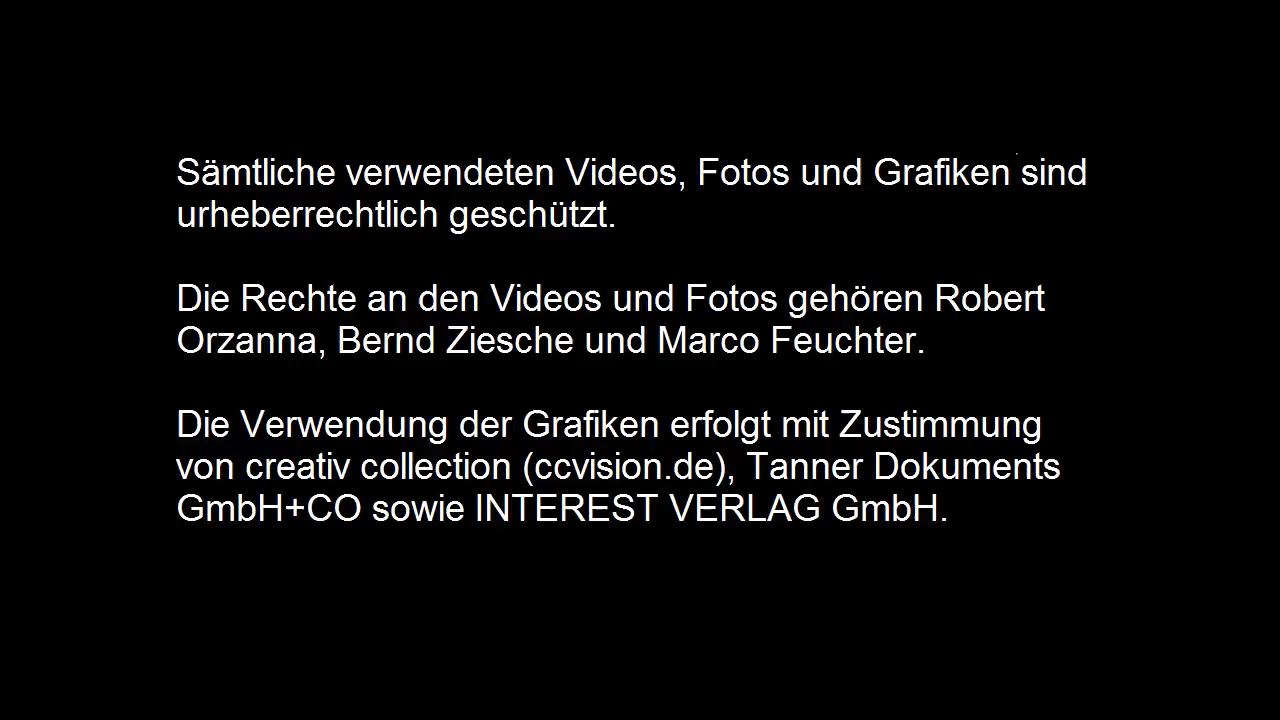 Sämtliche verwendeten Videos, Fotos und Grafiken sind
urheberrechtlich geschützt.
Die Rechte an den Videos und Fotos gehören Robert
Orzanna, Bernd Ziesche und Marco Feuchter.
Die Verwendung der Grafiken erfolgt mit Zustimmung
von creativ collection (ccvision.de), Tanner Dokuments
GmbH+CO sowie INTEREST VERLAG GmbH.